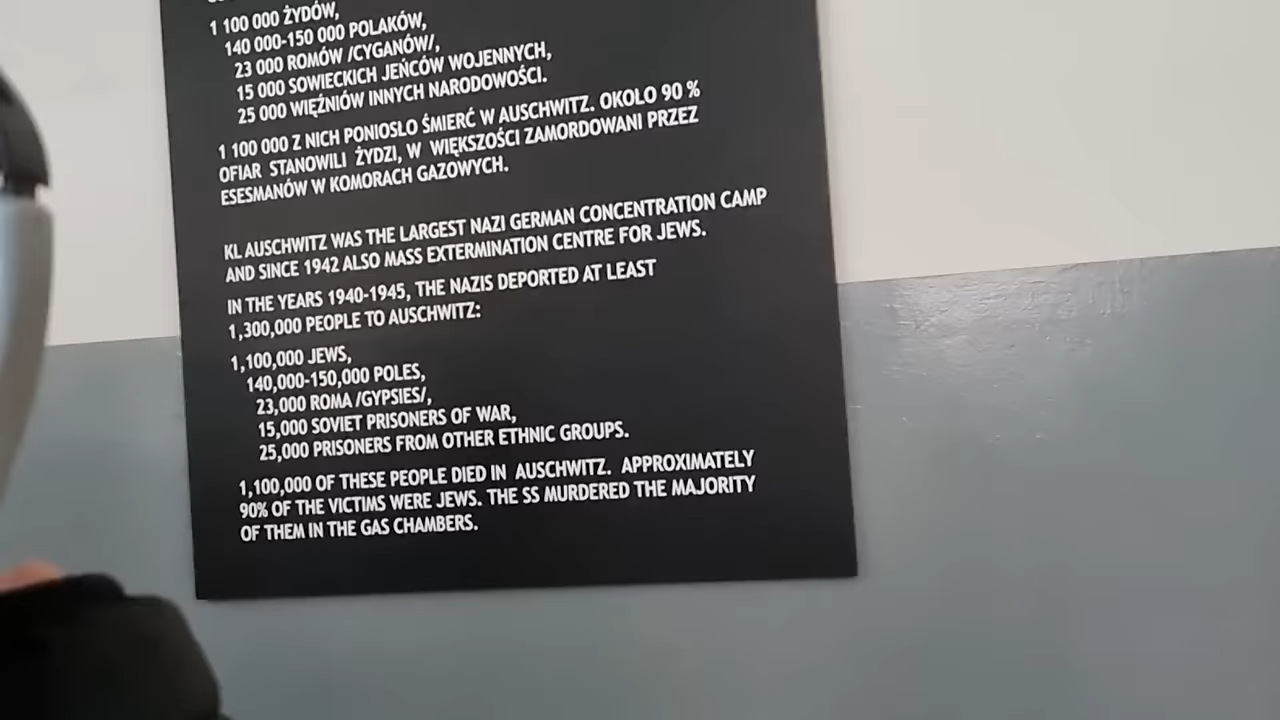 1 100 000 ŻYDÓW,
140 000-150 000 POLAKÓW,
23 000 ROMÓW /CYGANÓW/,
15 000 SOWIECKICH JEŃCÓW WOJENNYCH,
25 000 WIĘŹNIÓW INNYCH NARODOWOŚCI.
1 100 000 Z NICH PONIOSŁO ŚMIERĆ W AUSCHWITZ. OKOŁO 90 %
OFIAR STANOWILI ŻYDZI, W WIĘKSZOŚCI ZAMORDOWANI PRZEZ
ESESMANÓW W KOMORACH GAZOWYCH.
KL AUSCHWITZ WAS THE LARGEST NAZI GERMAN CONCENTRATION CAMP
AND SINCE 1942 ALSO MASS EXTERMINATION CENTRE FOR JEWS.
IN THE YEARS 1940-1945, THE NAZIS DEPORTED AT LEAST
1,300,000 PEOPLE TO AUSCHWITZ:
1,100,000 JEWS,
140,000-150,000 POLES,
23,000 ROMA /GYPSIES/,
15,000 SOVIET PRISONERS OF WAR,
25,000 PRISONERS FROM OTHER ETHNIC GROUPS.
1,100,000 OF THESE PEOPLE DIED IN AUSCHWITZ. APPROXIMATELY
90% OF THE VICTIMS WERE JEWS. THE SS MURDERED THE MAJORITY
OF THEM IN THE GAS CHAMBERS.